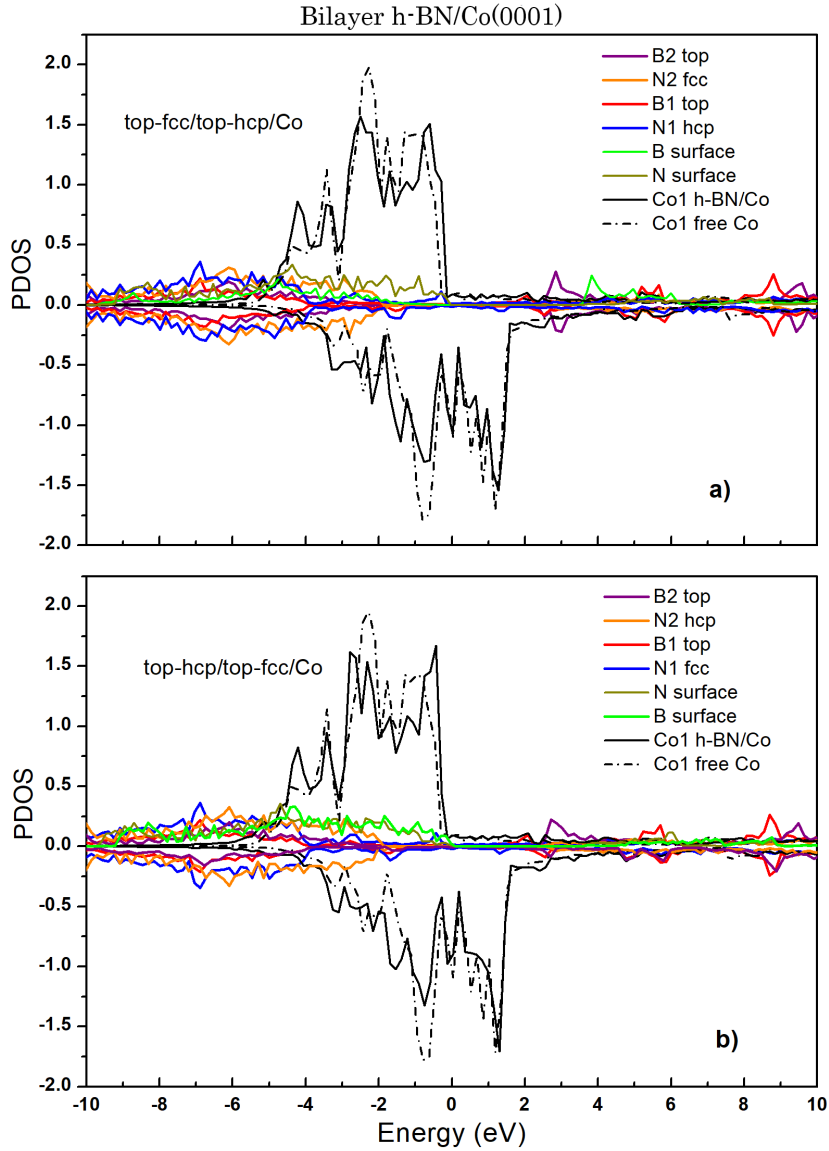 Bilayer h-BN/Co(0001)
2.0
1.5
1.0
0.5
0.0
-0.5
-1.0
-1.5
-2.0
PDOS
top-fcc/top-hcp/Co
B2 top
N2 fcc
B1 top
N1 hcp
B surface
N surface
Co1 h-BN/Co
Co1 free Co
a)
2.0
1.5
1.0
0.5
0.0
-0.5
-1.0
-1.5
-2.0
PDOS
top-hcp/top-fcc/Co
B2 top
N2 hcp
B1 top
N1 fcc
N surface
B surface
Co1 h-BN/Co
Co1 free Co
b)
-10 -8 -6 -4 -2 0 2 4 6 8 10
Energy (eV)